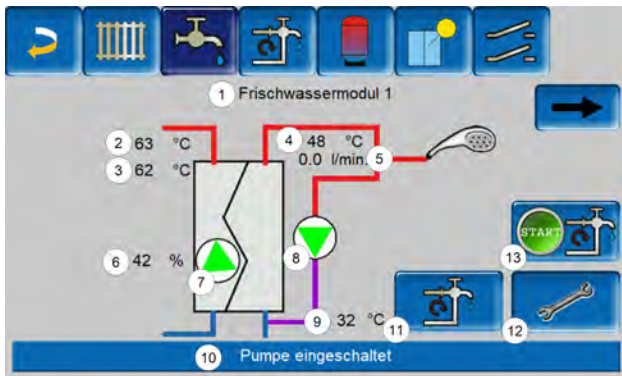 1 Frischwassermodul 1
2 63 °C
4 48 °C
0.0 l/min. 5
3 62 °C
START
13
6 42 %
7
8
9 32 °C
11
12
10 Pumpe eingeschaltet